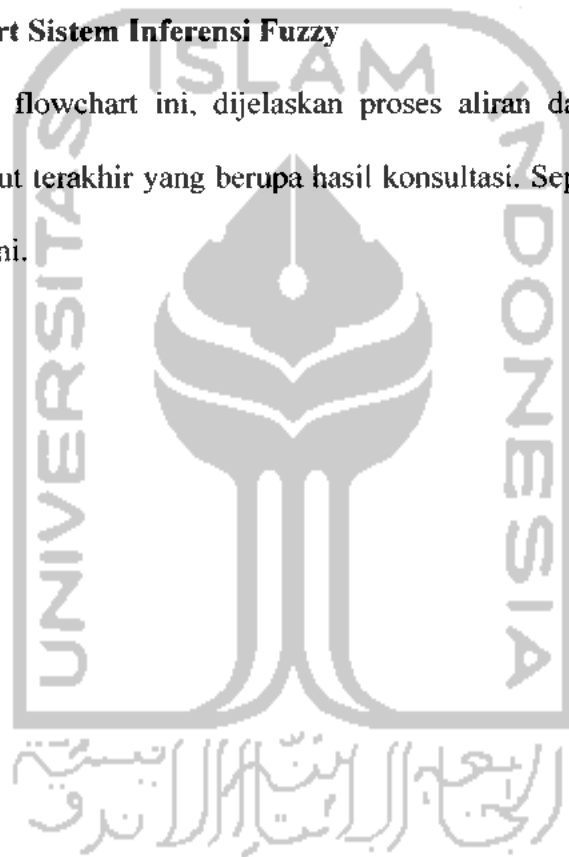 rt Sistem Inferensi Fuzzy
flowchart ini, dijelaskan proses aliran da
ut terakhir yang berupa hasil konsultasi. Sep
ni.
ISLAM
UNIVERSITAS
INDONESIA